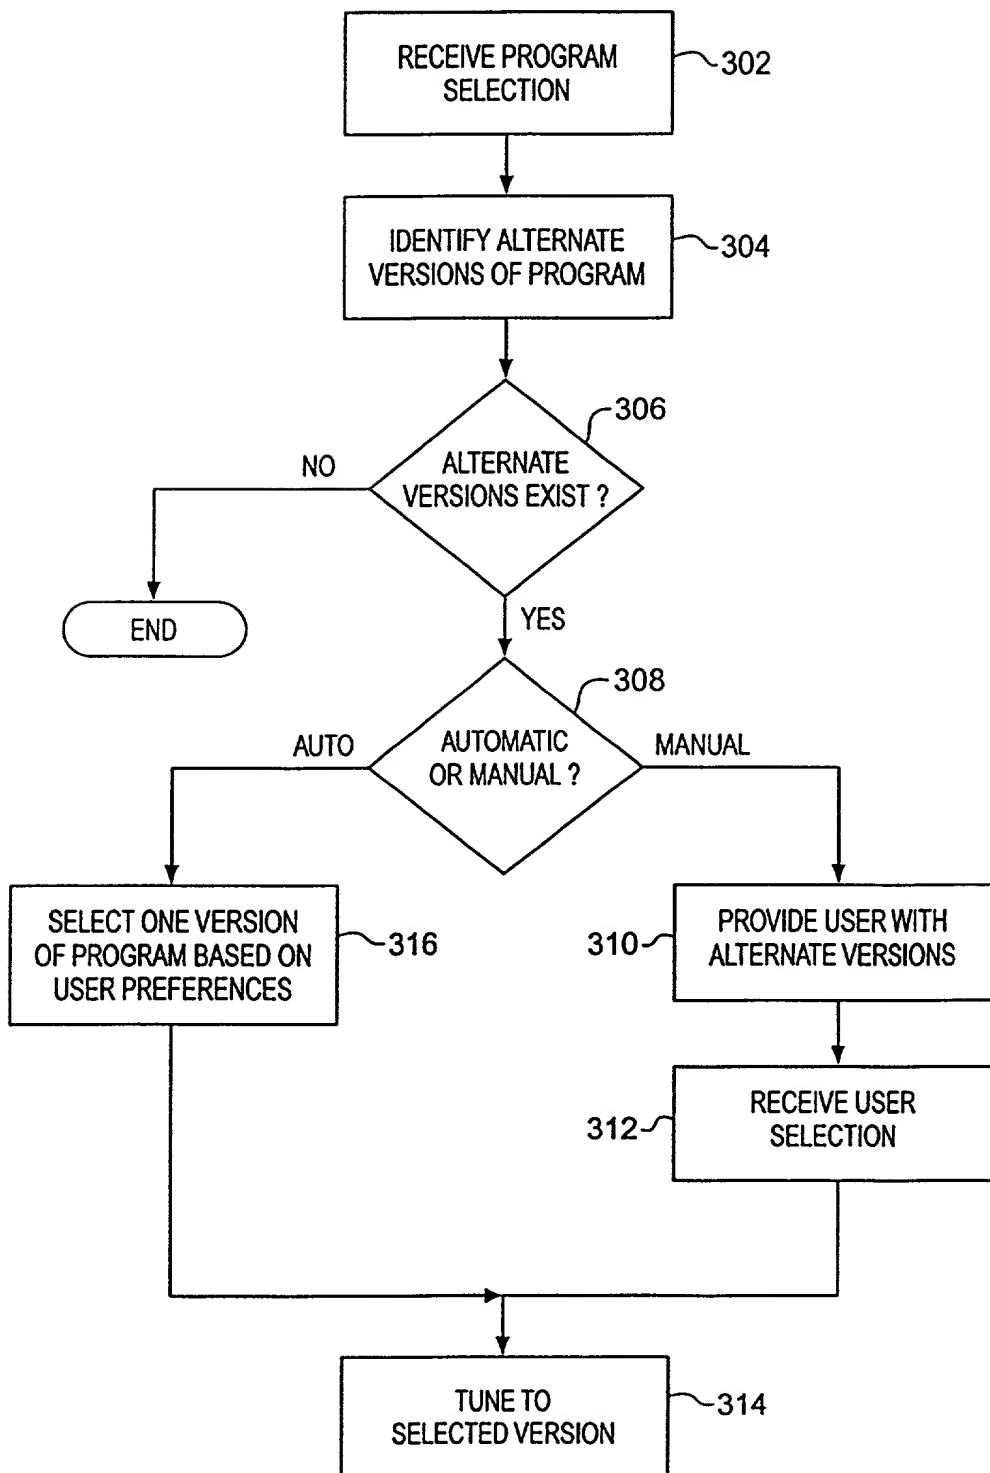 RECEIVE PROGRAM
SELECTION
302
IDENTIFY ALTERNATE
VERSIONS OF PROGRAM
304
306
ALTERNATE
VERSIONS EXIST ?
NO
END
YES
308
AUTOMATIC
OR MANUAL ?
AUTO
MANUAL
SELECT ONE VERSION
OF PROGRAM BASED ON
USER PREFERENCES
316
310
PROVIDE USER WITH
ALTERNATE VERSIONS
312
RECEIVE USER
SELECTION
TUNE TO
SELECTED VERSION
314